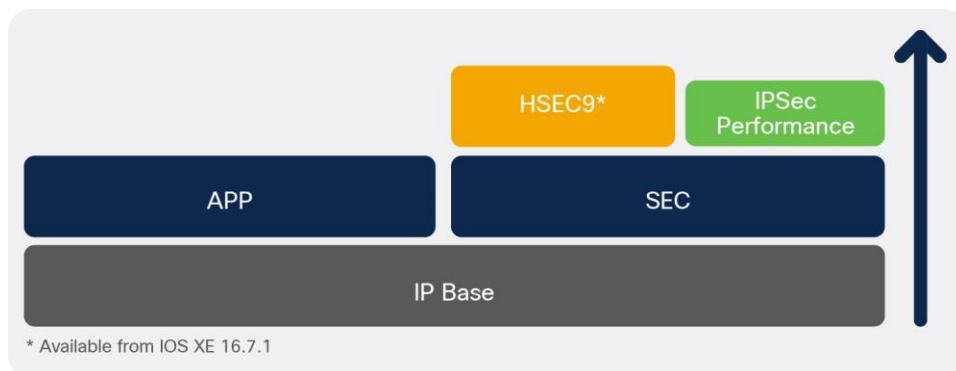 HSEC9*
IPSec
Performance
APP
SEC
IP Base
* Available from IOS XE 16.7.1